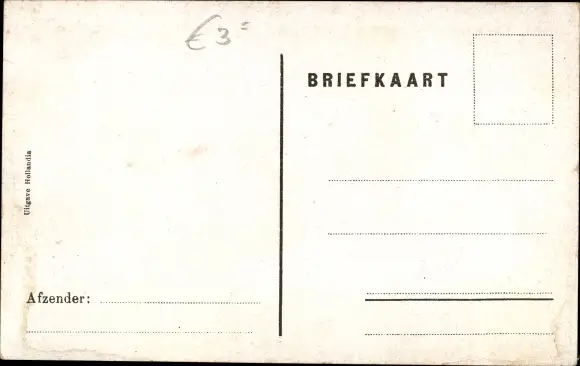 € 3=
BRIEFKAART
Uitgave Hollandia
Afzender: